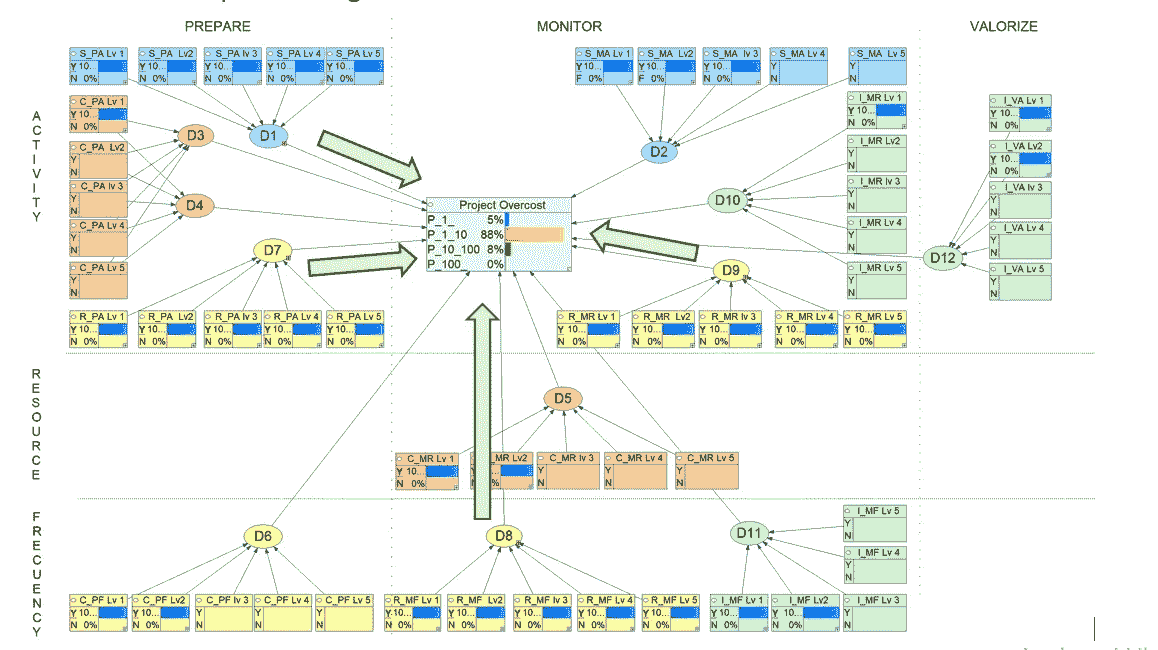 PREPARE MONITOR VALORIZE
S_PA Lv 1 S_PA Lv2 S_PA lv 3 S_PA Lv 4 S_PA Lv 5 S_MA Lv 1 S_MA Lv2 S_MA lv 3 S_MA Lv 4 S_MA Lv 5
Y 10... Y 10... Y 10... Y 10... Y 10... Y 10... Y 10... Y 10... Y Y
N 0% N 0% N 0% N 0% N 0% F 0% F 0% F 0% N N
ACTIVITY
C_PA Lv 1
Y 10...
N 0%
C_PA Lv2
Y
N
C_PA lv 3
Y
N
C_PA Lv 4
Y
N
C_PA Lv 5
Y
N
D3 D1
D4
D7
D2
D10
D9
D12
Project Overcost
P_1_ 5%
P_1_10 88%
P_10_100 8%
P_100_ 0%
I_MR Lv 1
Y 10...
N 0%
I_MR Lv2
Y
N
I_MR lv 3
Y
N
I_MR Lv 4
Y
N
I_MR Lv 5
Y
N
I_VA Lv 1
Y 10...
N 0%
I_VA Lv2
Y 10...
N 0%
I_VA lv 3
Y
N
I_VA Lv 4
Y
N
I_VA Lv 5
Y
N
R_PA Lv 1 R_PA Lv2 R_PA lv 3 R_PA Lv 4 R_PA Lv 5 R_MR Lv 1 R_MR Lv2 R_MR lv 3 R_MR Lv 4 R_MR Lv 5
Y 10... Y 10... Y 10... Y 10... Y 10... Y 10... Y 10... Y 10... Y 10... Y 10...
N 0% N 0% N 0% N 0% N 0% N 0% N 0% N 0% N 0% N 0%
RESOURCE
D5
C_MR Lv 1 MR Lv2 C_MR lv 3 C_MR Lv 4 C_MR Lv 5
Y 10... 10... Y Y Y
N 0% % N N N
FRECUENCY
D6 D8 D11
I_MF Lv 5
Y
N
I_MF Lv 4
Y
N
C_PF Lv 1 C_PF Lv2 C_PF lv 3 C_PF Lv 4 C_PF Lv 5 R_MF Lv 1 R_MF Lv2 R_MF lv 3 R_MF Lv 4 R_MF Lv 5 I_MF Lv 1 I_MF Lv2 I_MF Lv 3
Y 10... Y 10... Y Y Y Y 10... Y 10... Y 10... Y 10... Y 10... Y 10... Y 10... Y
N 0% N 0% N N N N 0% N 0% N 0% N 0% N 0% N 0% N 0% N